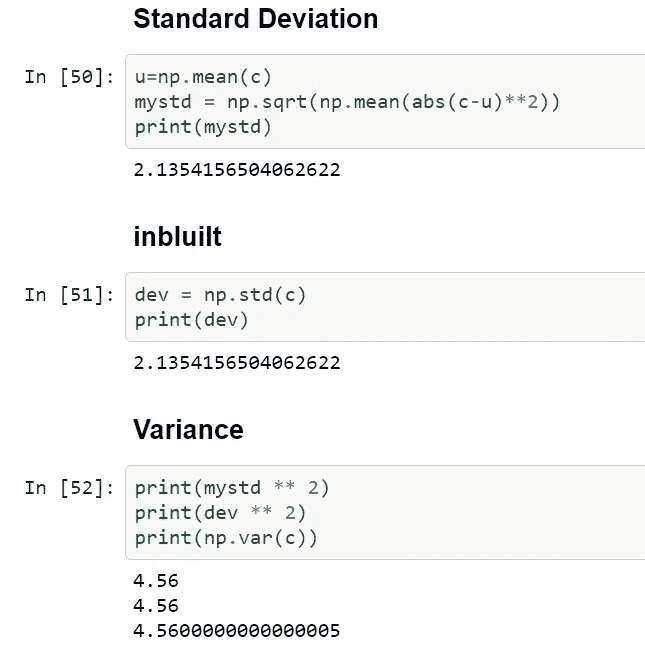 Standard Deviation
In [50]: u=np.mean(c)
mystd = np.sqrt(np.mean(abs(c-u)**2))
print(mystd)
2.1354156504062622
inbluilt
In [51]: dev = np.std(c)
print(dev)
2.1354156504062622
Variance
In [52]: print(mystd ** 2)
print(dev ** 2)
print(np.var(c))
4.56
4.56
4.5600000000000005